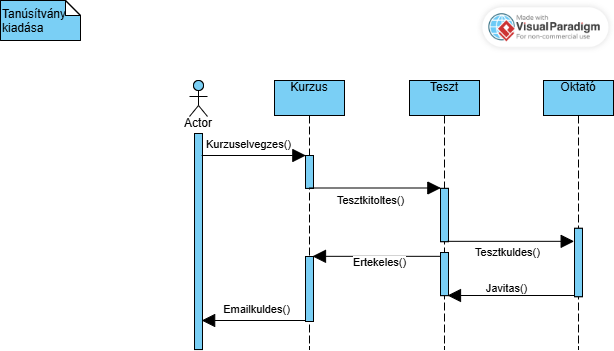 Tanúsítvány
kiadása
Made with
Visual Paradigm
For non-commercial use
Kurzus
Teszt
Oktató
Actor
Kurzuselvegzes()
Tesztkitoltes()
Tesztkuldes()
Ertekeles()
Javitas()
Emailkuldes()